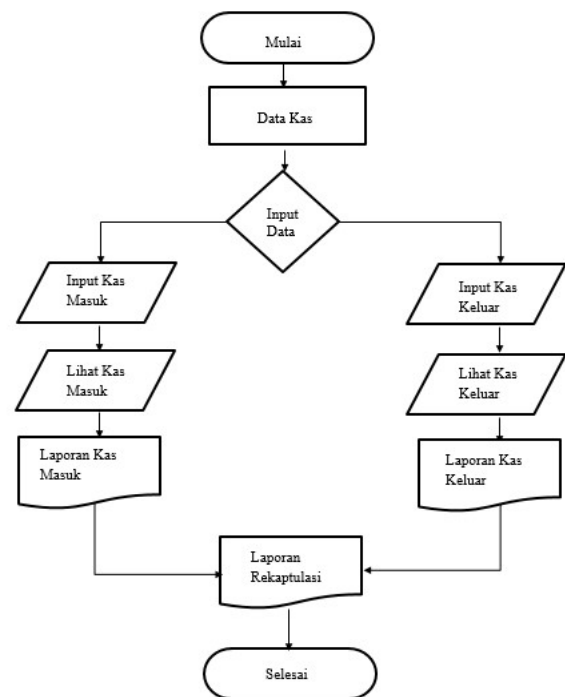 Mulai
Data Kas
Input
Data
Input Kas
Masuk
Input Kas
Keluar
Lihat Kas
Masuk
Lihat Kas
Keluar
Laporan Kas
Masuk
Laporan Kas
Keluar
Laporan
Rekaptulasi
Selesai